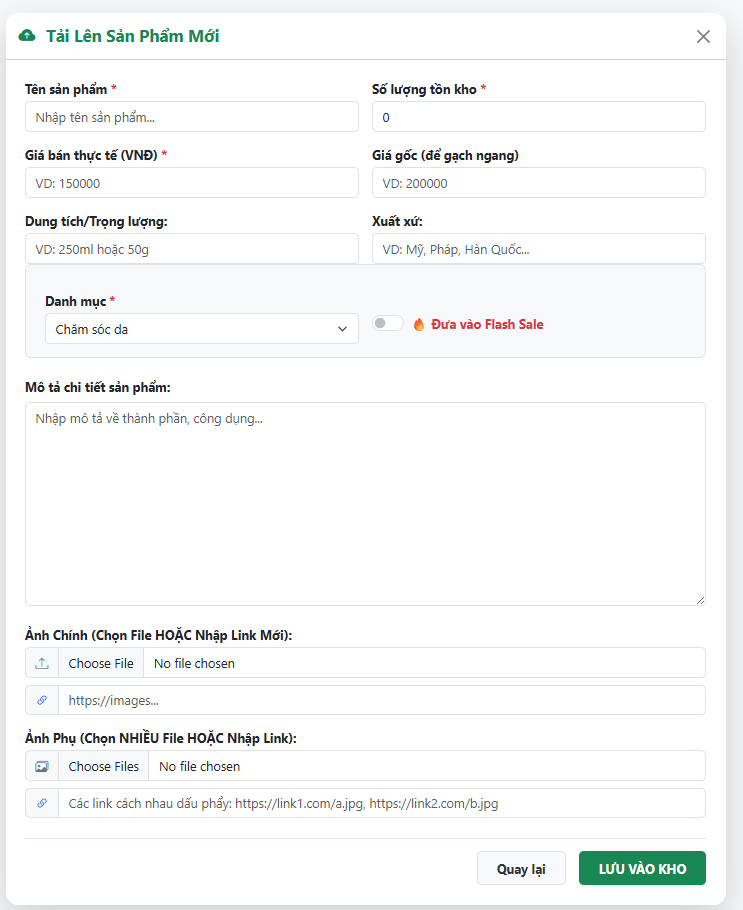 Tải Lên Sản Phẩm Mới
Tên sản phẩm *
Số lượng tồn kho *
Nhập tên sản phẩm...
0
Giá bán thực tế (VNĐ) *
Giá gốc (để gạch ngang)
VD: 150000
VD: 200000
Dung tích/Trọng lượng:
Xuất xứ:
VD: 250ml hoặc 50g
VD: Mỹ, Pháp, Hàn Quốc...
Danh mục *
Chăm sóc da
Đưa vào Flash Sale
Mô tả chi tiết sản phẩm:
Nhập mô tả về thành phần, công dụng...
Ảnh Chính (Chọn File HOẶC Nhập Link Mới):
Choose File No file chosen
https://images...
Ảnh Phụ (Chọn NHIỀU File HOẶC Nhập Link):
Choose Files No file chosen
Các link cách nhau dấu phẩy: https://link1.com/a.jpg, https://link2.com/b.jpg
Quay lại
LƯU VÀO KHO